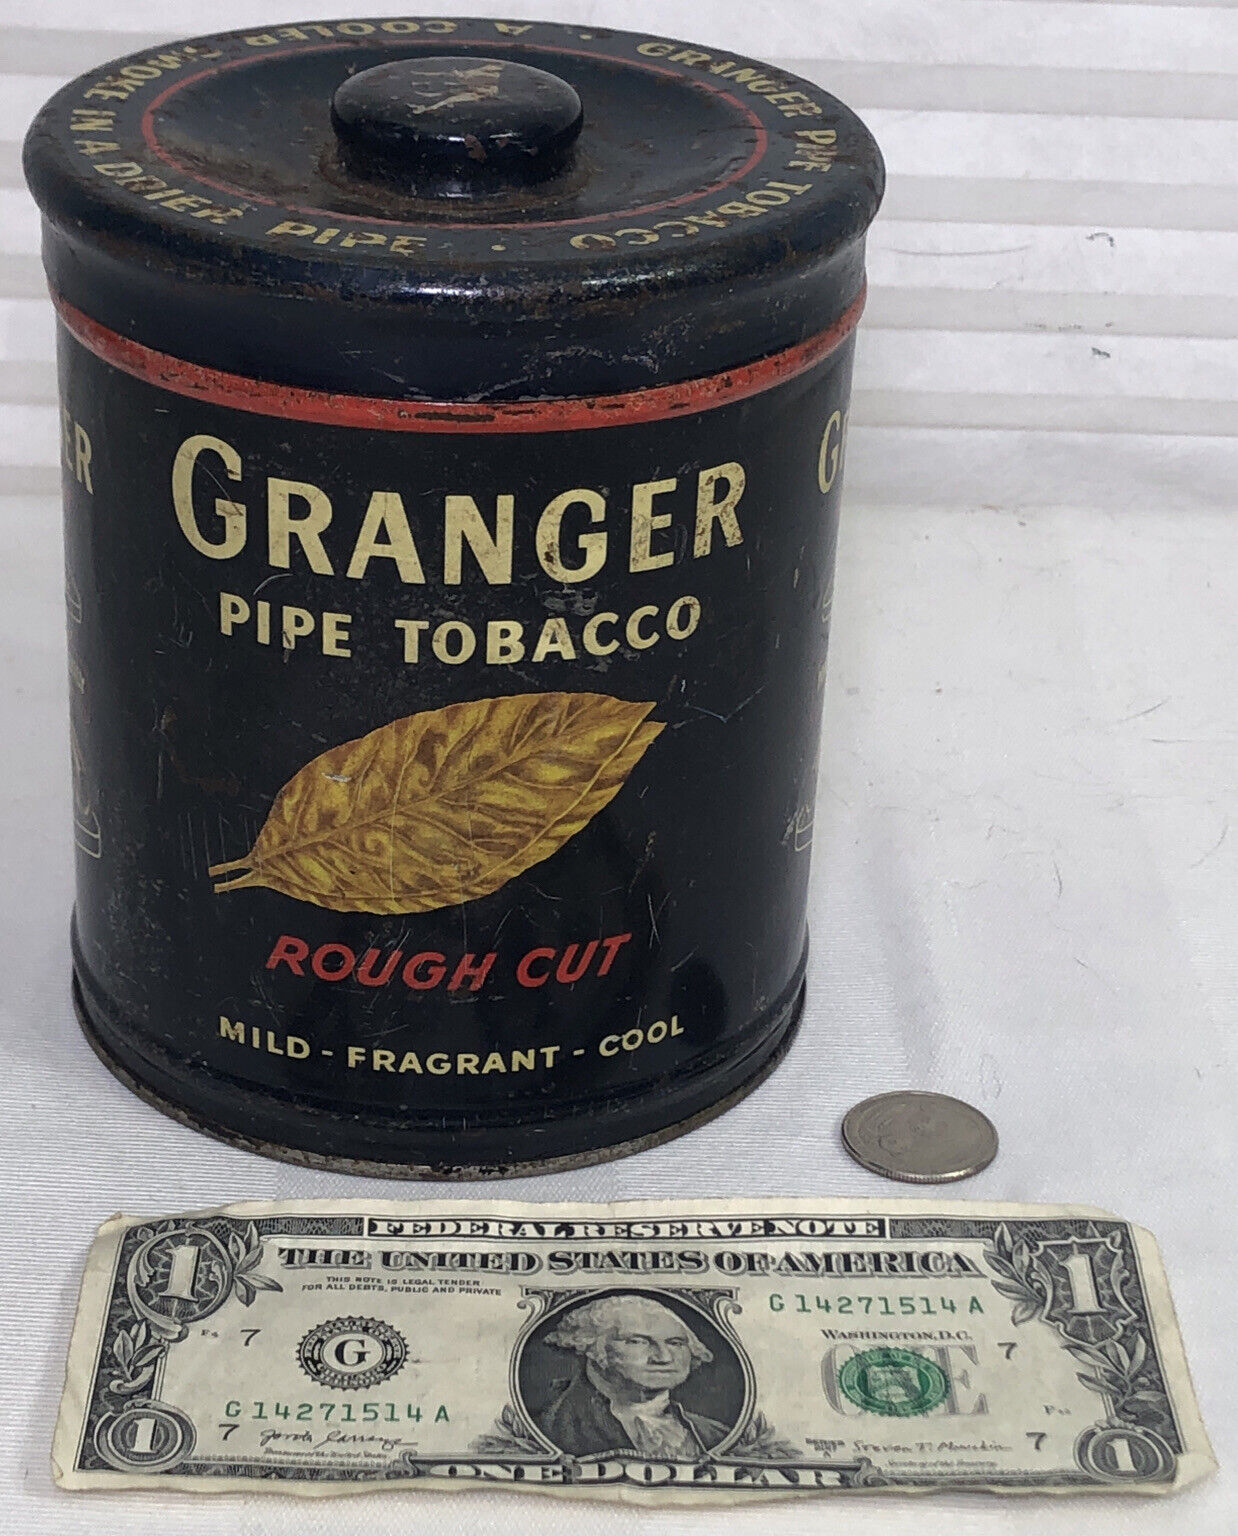 GRANGER PIPE TOBACCO · A COOLER SMOKE IN A DRIER PIPE ·
GRANGER
PIPE TOBACCO
ROUGH CUT
MILD - FRAGRANT - COOL
ER
G
FEDERAL RESERVE NOTE
THE UNITED STATES OF AMERICA
1
1
THIS NOTE IS LEGAL TENDER
FOR ALL DEBTS, PUBLIC AND PRIVATE
G 14271514 A
WASHINGTON, D.C.
7
G
7
ONE
G 14271514 A
7
7
1
1
ONE DOLLAR